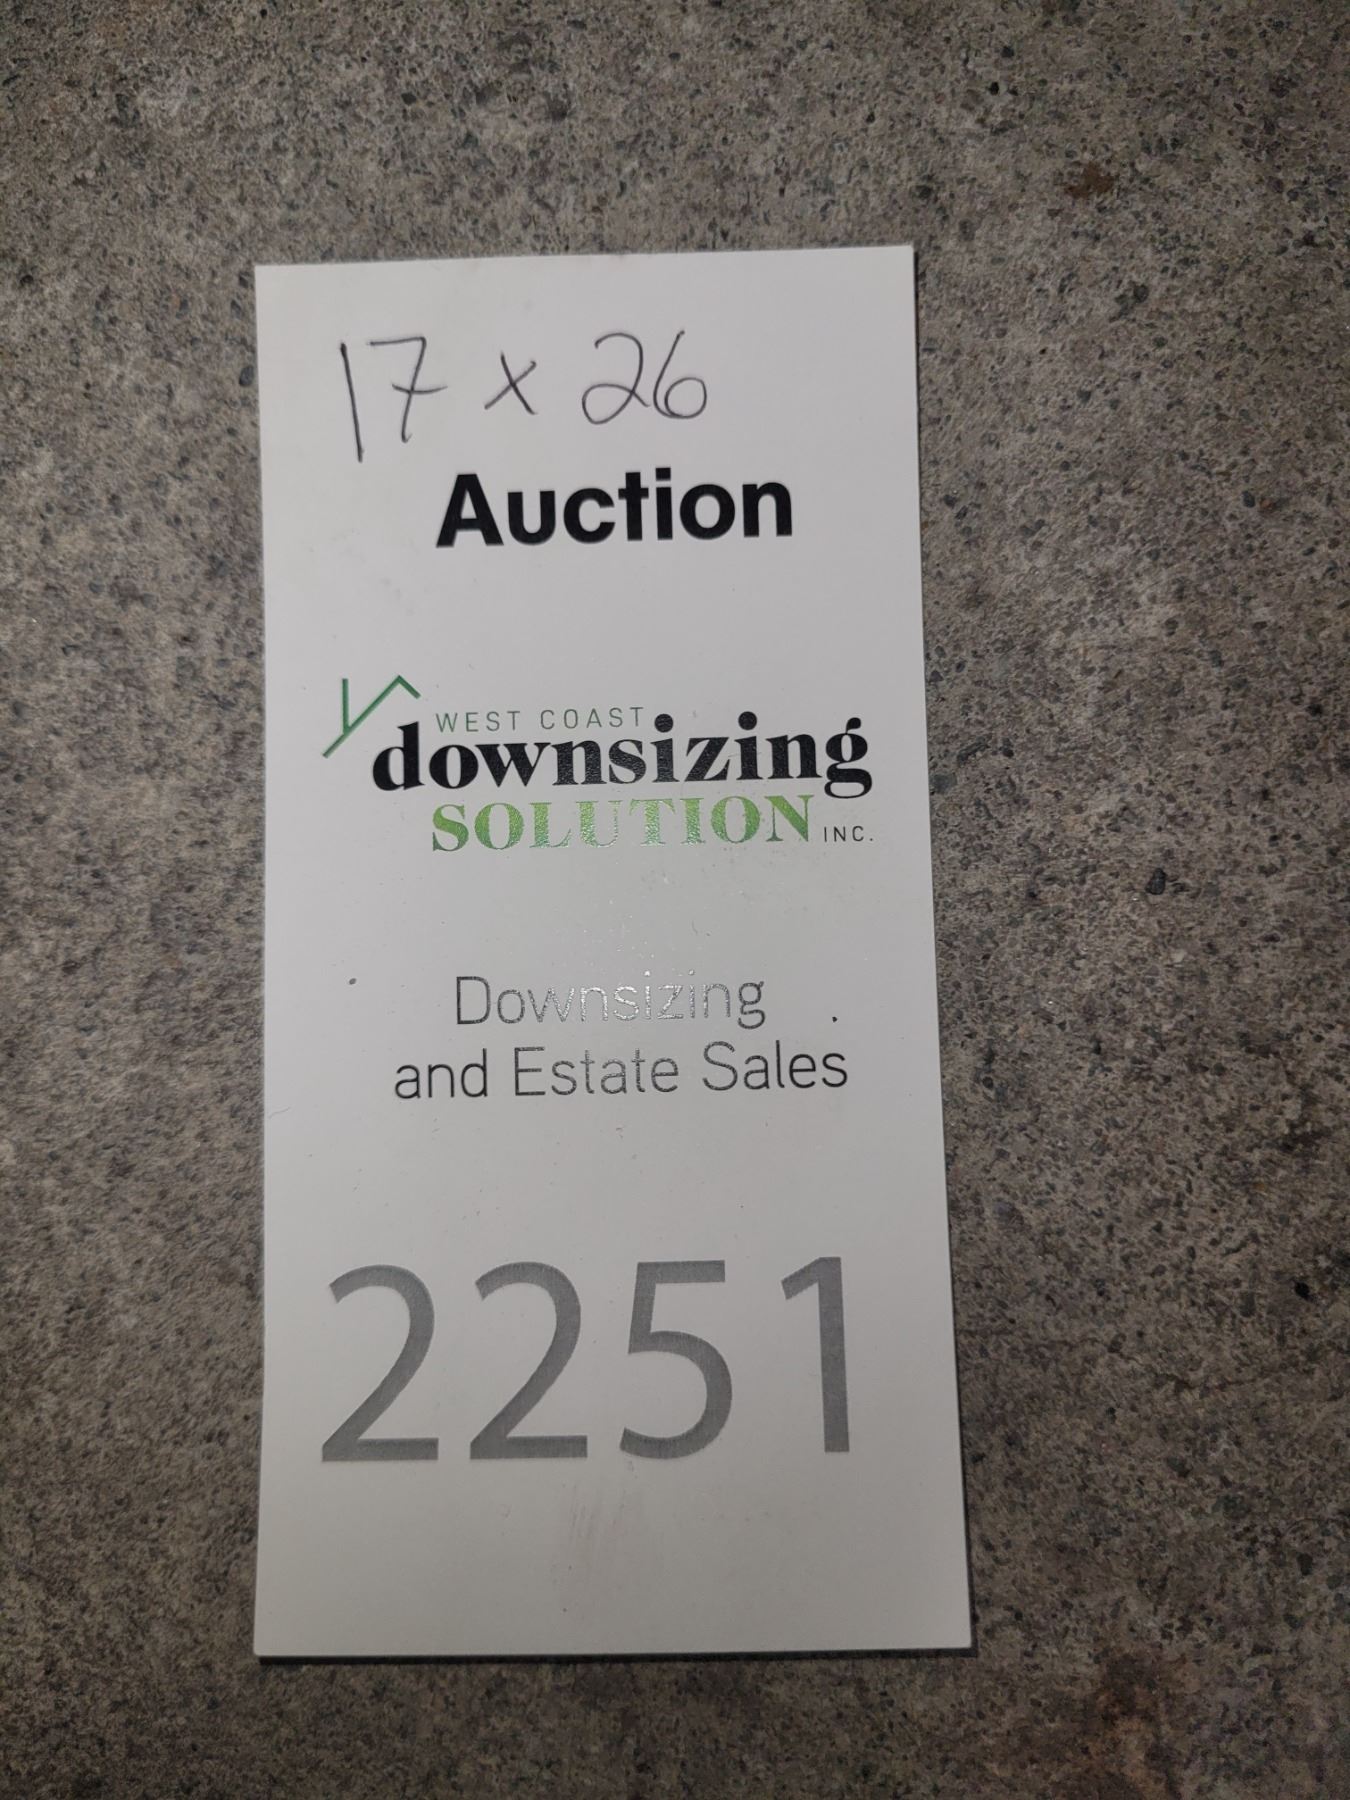 17 x 26
Auction
WEST COAST
downsizing
SOLUTION INC.
Downsizing
and Estate Sales
2251